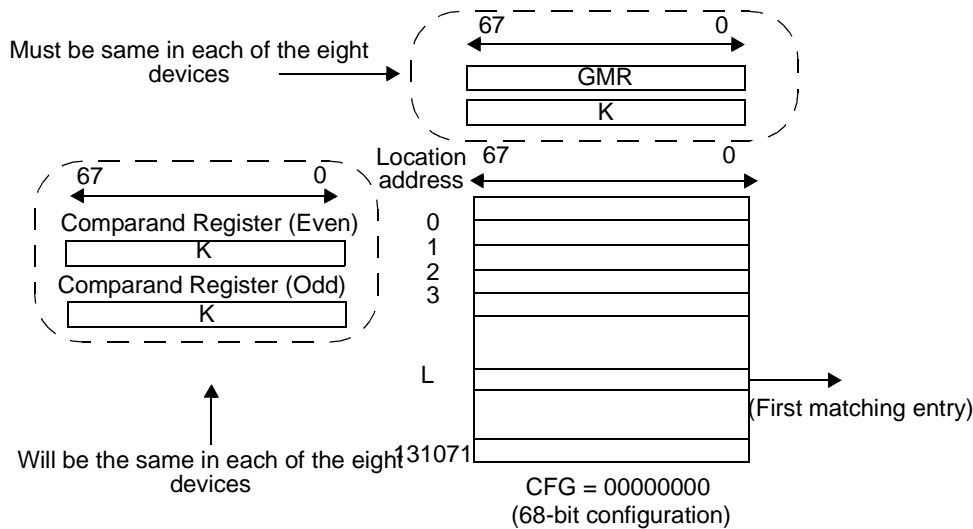 67 0
Must be same in each of the eight
devices
GMR
K
Location
address
67 0
67 0
Comparand Register (Even)
K
Comparand Register (Odd)
K
0
1
2
3
L
(First matching entry)
131071
Will be the same in each of the eight
devices
CFG = 00000000
(68-bit configuration)